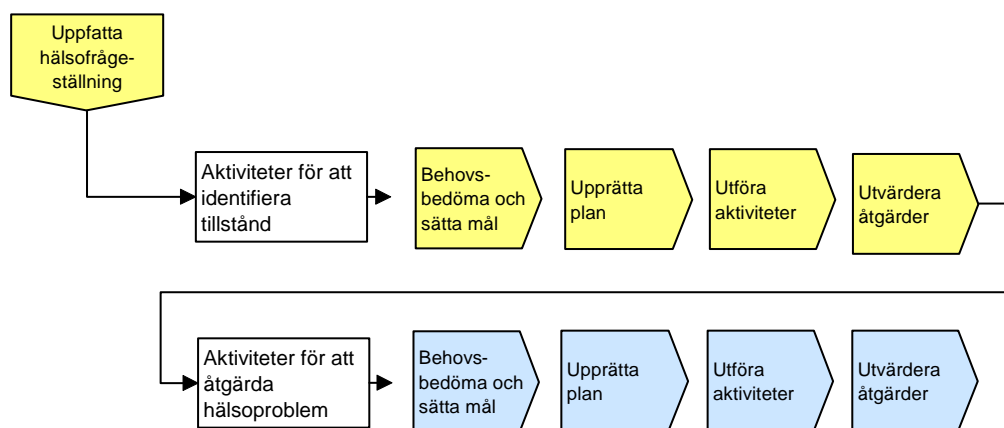 Uppfatta
hälsofråge-
ställning
Aktiviteter för att
identifiera
tillstånd
Behovs-
bedöma och
sätta mål
Upprätta
plan
Utföra
aktiviteter
Utvärdera
åtgärder
Aktiviteter för att
åtgärda
hälsoproblem
Behovs-
bedöma och
sätta mål
Upprätta
plan
Utföra
aktiviteter
Utvärdera
åtgärder